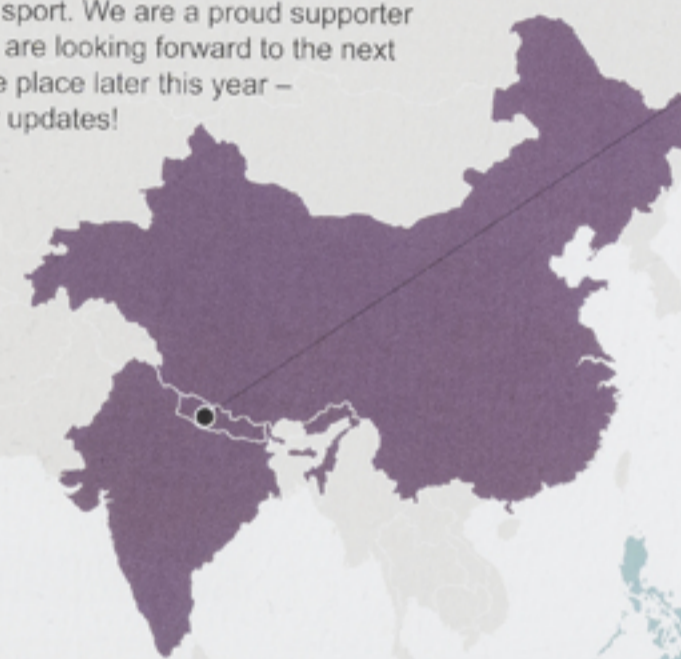 sport. We are a proud supporter
are looking forward to the next
place later this year –
updates!